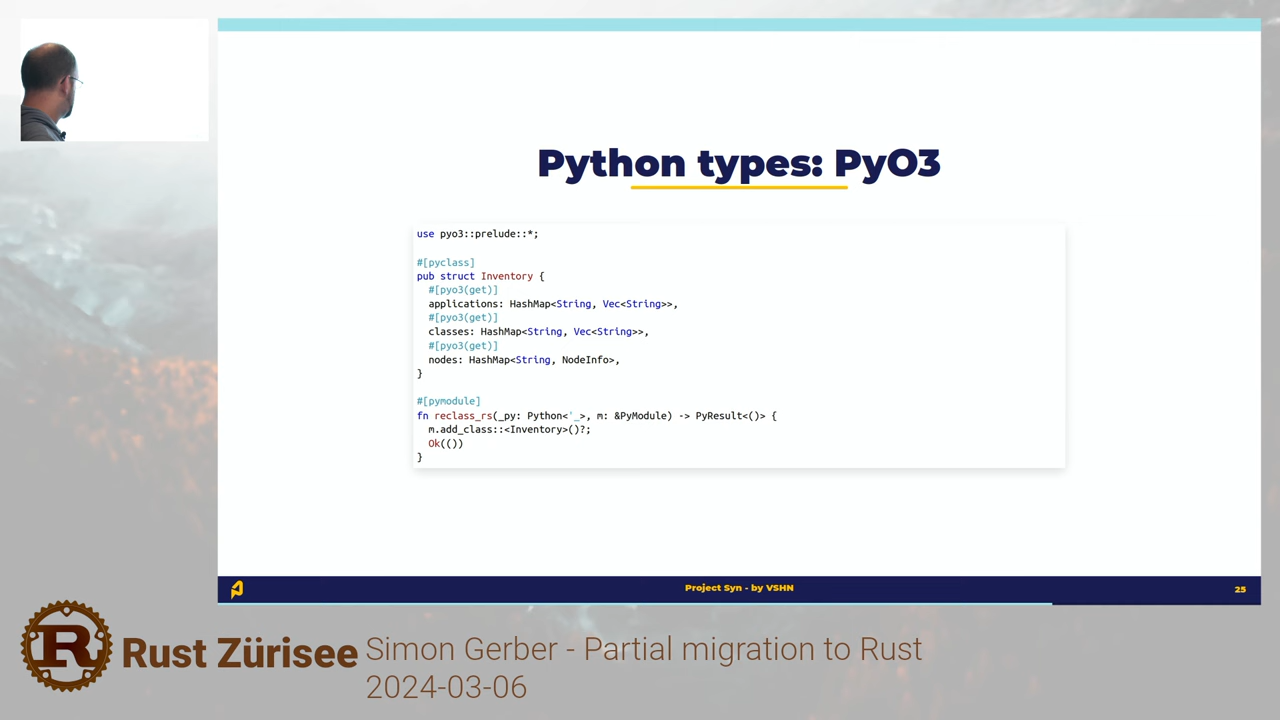 Python types: PyO3
use pyo3::prelude::*;
#[pyclass]
pub struct Inventory {
#[pyo3(get)]
applications: HashMap<String, Vec<String>>,
#[pyo3(get)]
classes: HashMap<String, Vec<String>>,
#[pyo3(get)]
nodes: HashMap<String, NodeInfo>,
}
#[pymodule]
fn reclass_rs(_py: Python<'_>, m: &PyModule) -> PyResult<()> {
m.add_class::<Inventory>()?;
Ok(())
}
Project Syn - by VSHN
25
R
Rust Zürisee
Simon Gerber - Partial migration to Rust
2024-03-06